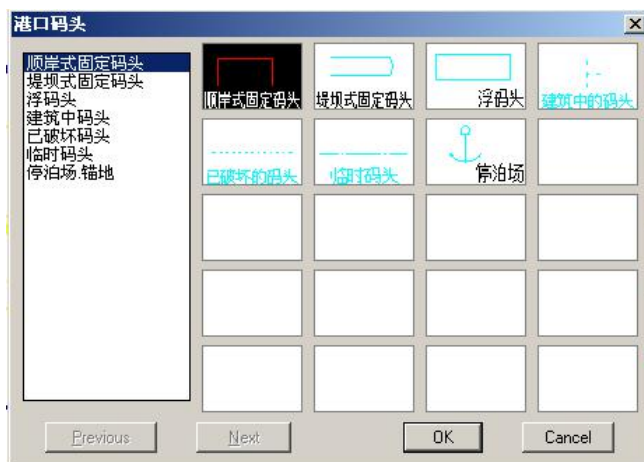 港口码头
顺岸式固定码头
堤坝式固定码头
浮码头
建筑中码头
已破坏码头
临时码头
停泊场.锚地
顺岸式固定码头 堤坝式固定码头 浮码头 建筑中的码头
已破坏的码头 临时码头 停泊场
Previous Next OK Cancel